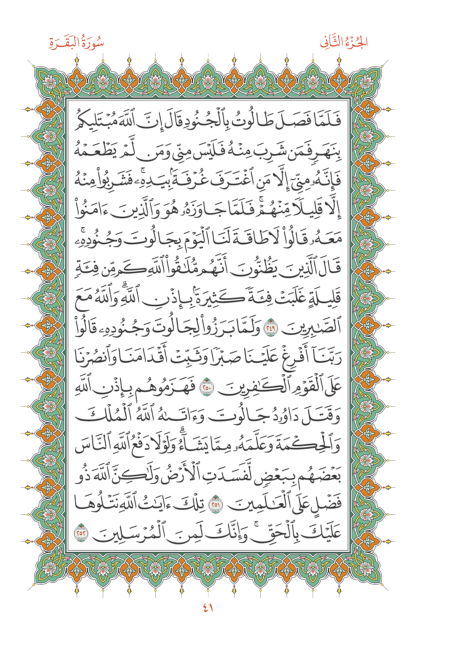 سُورَةُ البَقَرَةِ
الجُزْءُ الثَّانِي
فَلَمَّا فَصَلَ طَالُوتُ بِٱلْجُنُودِ قَالَ إِنَّ ٱللَّهَ مُبْتَلِيكُم
بِنَهَرٍ فَمَن شَرِبَ مِنْهُ فَلَيْسَ مِنِّي وَمَن لَّمْ يَطْعَمْهُ
فَإِنَّهُۥ مِنِّيٓ إِلَّا مَنِ ٱغْتَرَفَ غُرْفَةَۢ بِيَدِهِۦۚ فَشَرِبُوا۟ مِنْهُ
إِلَّا قَلِيلًا مِّنْهُمْۚ فَلَمَّا جَاوَزَهُۥ هُوَ وَٱلَّذِينَ ءَامَنُوا۟
مَعَهُۥ قَالُوا۟ لَا طَاقَةَ لَنَا ٱلْيَوْمَ بِجَالُوتَ وَجُنُودِهِۦۚ
قَالَ ٱلَّذِينَ يَظُنُّونَ أَنَّهُم مُّلَٰقُوا۟ ٱللَّهِ كَم مِّن فِئَةٍ
قَلِيلَةٍ غَلَبَتْ فِئَةً كَثِيرَةَۢ بِإِذْنِ ٱللَّهِۗ وَٱللَّهُ مَعَ
ٱلصَّٰبِرِينَ ٢٤٩ وَلَمَّا بَرَزُوا۟ لِجَالُوتَ وَجُنُودِهِۦ قَالُوا۟
رَبَّنَآ أَفْرِغْ عَلَيْنَا صَبْرًا وَثَبِّتْ أَقْدَامَنَا وَٱنصُرْنَا
عَلَى ٱلْقَوْمِ ٱلْكَٰفِرِينَ ٢٥٠ فَهَزَمُوهُم بِإِذْنِ ٱللَّهِ
وَقَتَلَ دَاوُۥدُ جَالُوتَ وَءَاتَىٰهُ ٱللَّهُ ٱلْمُلْكَ
وَٱلْحِكْمَةَ وَعَلَّمَهُۥ مِمَّا يَشَآءُۗ وَلَوْلَا دَفْعُ ٱللَّهِ ٱلنَّاسَ
بَعْضَهُم بِبَعْضٍ لَّفَسَدَتِ ٱلْأَرْضُ وَلَٰكِنَّ ٱللَّهَ ذُو
فَضْلٍ عَلَى ٱلْعَٰلَمِينَ ٢٥١ تِلْكَ ءَايَٰتُ ٱللَّهِ نَتْلُوهَا
عَلَيْكَ بِٱلْحَقِّۚ وَإِنَّكَ لَمِنَ ٱلْمُرْسَلِينَ ٢٥٢
٤١